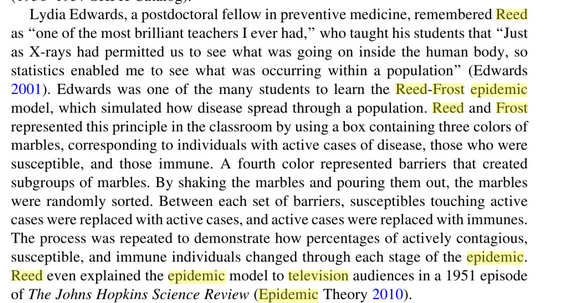 Lydia Edwards, a postdoctoral fellow in preventive medicine, remembered Reed
as “one of the most brilliant teachers I ever had,” who taught his students that “Just
as X-rays had permitted us to see what was going on inside the human body, so
statistics enabled me to see what was occurring within a population” (Edwards
2001). Edwards was one of the many students to learn the Reed-Frost epidemic
model, which simulated how disease spread through a population. Reed and Frost
represented this principle in the classroom by using a box containing three colors of
marbles, corresponding to individuals with active cases of disease, those who were
susceptible, and those immune. A fourth color represented barriers that created
subgroups of marbles. By shaking the marbles and pouring them out, the marbles
were randomly sorted. Between each set of barriers, susceptibles touching active
cases were replaced with active cases, and active cases were replaced with immunes.
The process was repeated to demonstrate how percentages of actively contagious,
susceptible, and immune individuals changed through each stage of the epidemic.
Reed even explained the epidemic model to television audiences in a 1951 episode
of The Johns Hopkins Science Review (Epidemic Theory 2010).